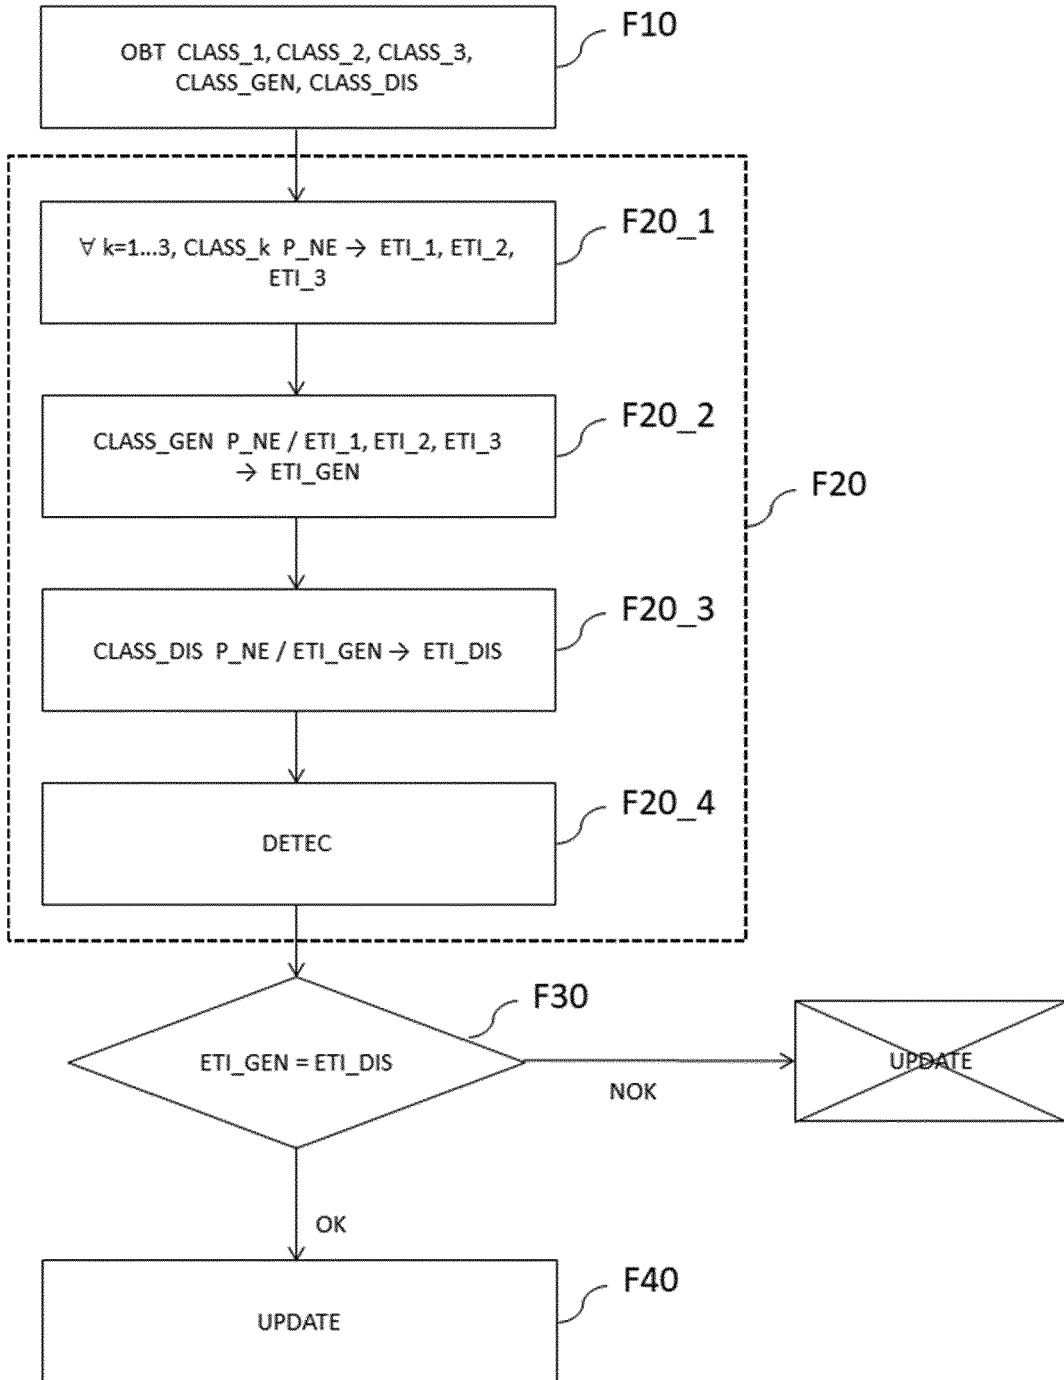 F10
OBT CLASS_1, CLASS_2, CLASS_3,
CLASS_GEN, CLASS_DIS
F20_1
∀ k=1...3, CLASS_k P_NE → ETI_1, ETI_2,
ETI_3
F20_2
CLASS_GEN P_NE / ETI_1, ETI_2, ETI_3
→ ETI_GEN
F20
F20_3
CLASS_DIS P_NE / ETI_GEN → ETI_DIS
F20_4
DETEC
F30
ETI_GEN = ETI_DIS
UPDATE
NOK
OK
F40
UPDATE